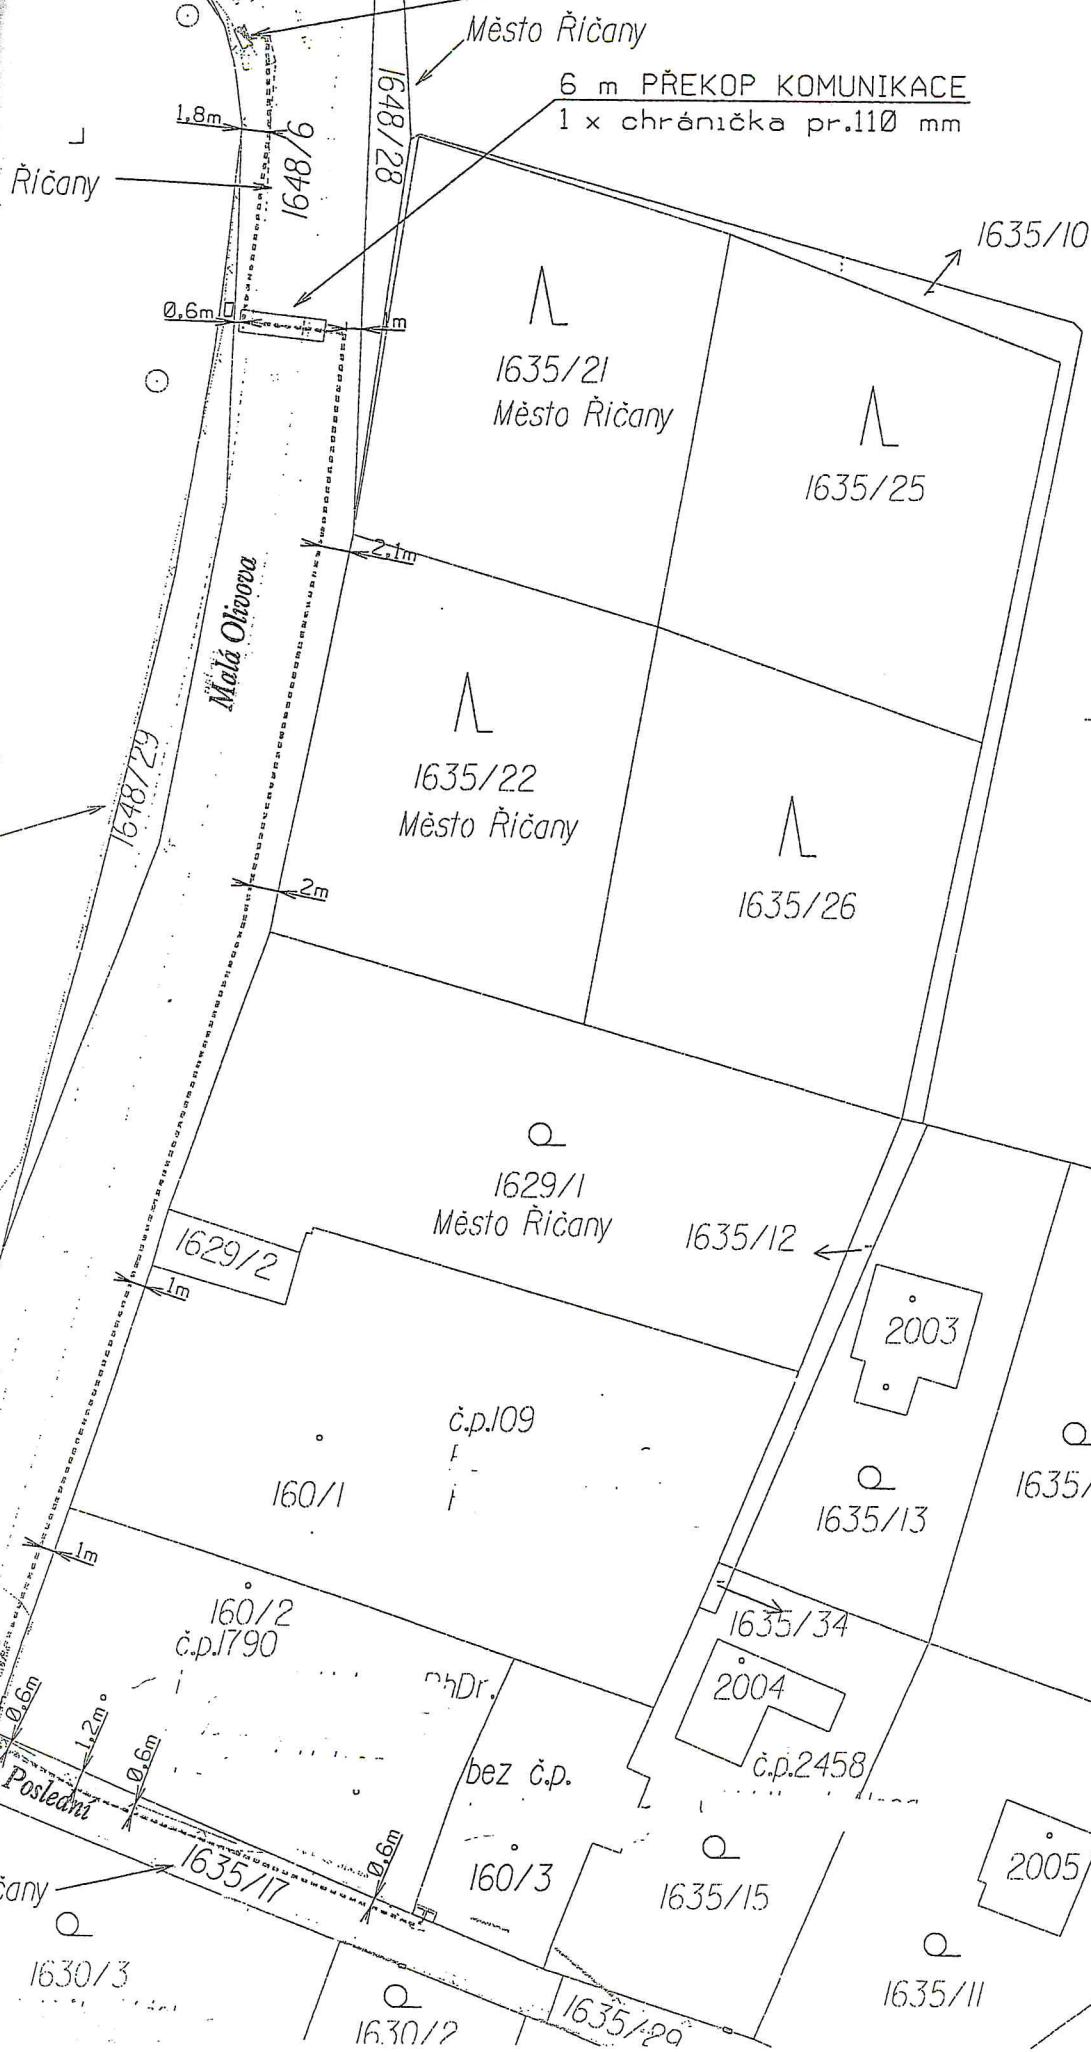 Město Říčany
6 m PŘEKOP KOMUNIKACE
1 x chránička pr.110 mm
1648/28
1,8m
1648/6
Říčany
1635/10
0,6m
1m
1635/21
Město Říčany
1635/25
2,1m
Malá Olivova
1648/29
1635/22
Město Říčany
2m
1635/26
1629/1
Město Říčany
1635/12
1629/2
1m
2003
č.p.109
160/1
1635/13
1635/
1m
160/2
č.p.1790
1635/34
2004
0,6m
1,2m
0,6m
Dr.
bez č.p.
č.p.2458
Poslední
0,6m
1635/17
160/3
1635/15
2005
čany
1630/3
1635/11
1630/2
1635/29